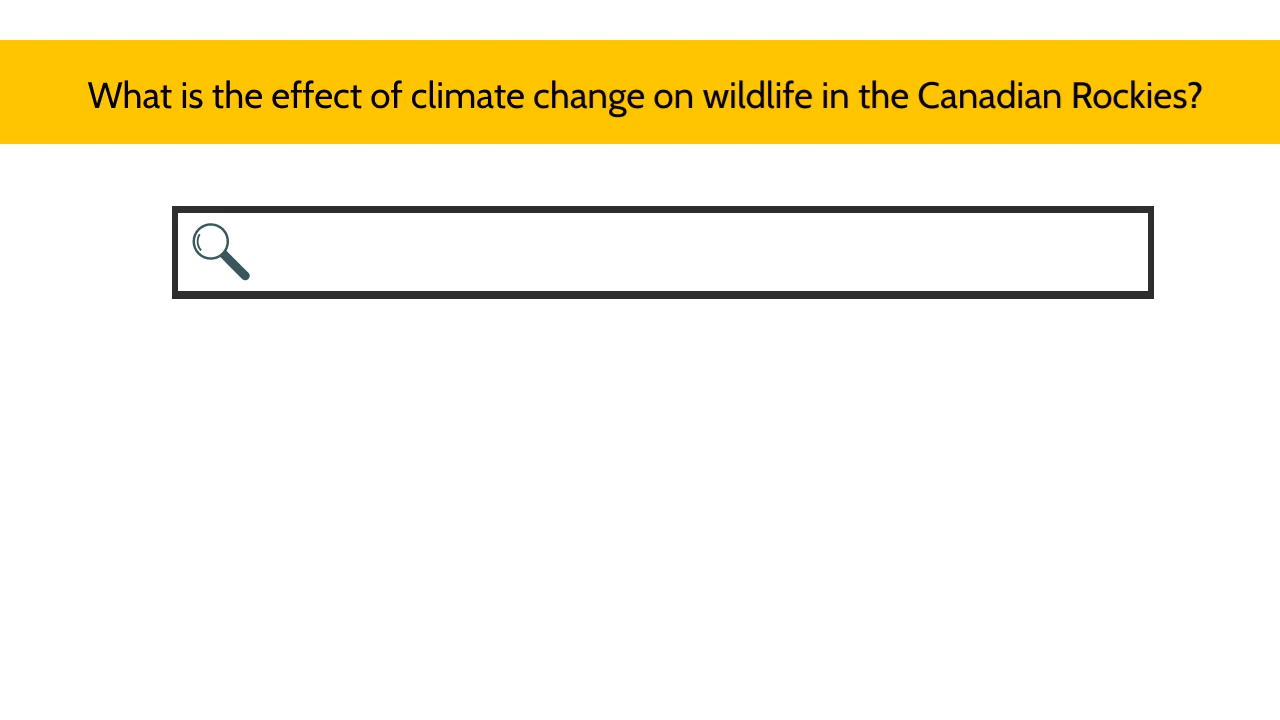 What is the effect of climate change on wildlife in the Canadian Rockies?